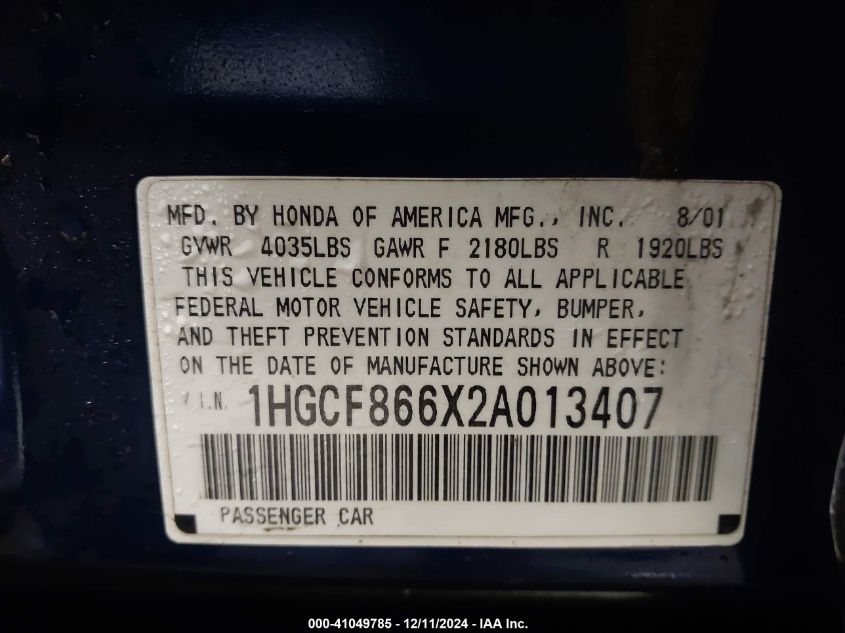 MFD. BY HONDA OF AMERICA MFG., INC. 8/01
GVWR 4035LBS GAWR F 2180LBS R 1920LBS
THIS VEHICLE CONFORMS TO ALL APPLICABLE
FEDERAL MOTOR VEHICLE SAFETY, BUMPER,
AND THEFT PREVENTION STANDARDS IN EFFECT
ON THE DATE OF MANUFACTURE SHOWN ABOVE:
V.I.N. 1HGCF866X2A013407
PASSENGER CAR
000-41049785 - 12/11/2024 - IAA Inc.